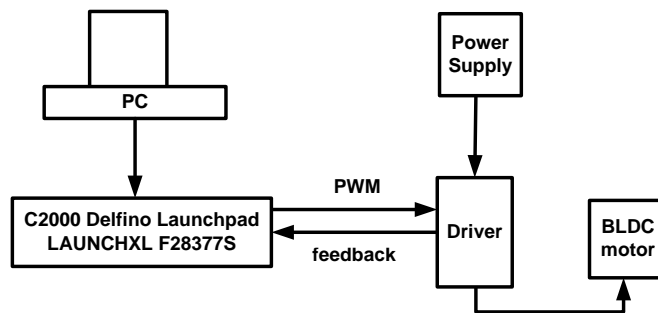 Power
Supply
PC
PWM
C2000 Delfino Launchpad
LAUNCHXL F28377S
Driver
BLDC
motor
feedback